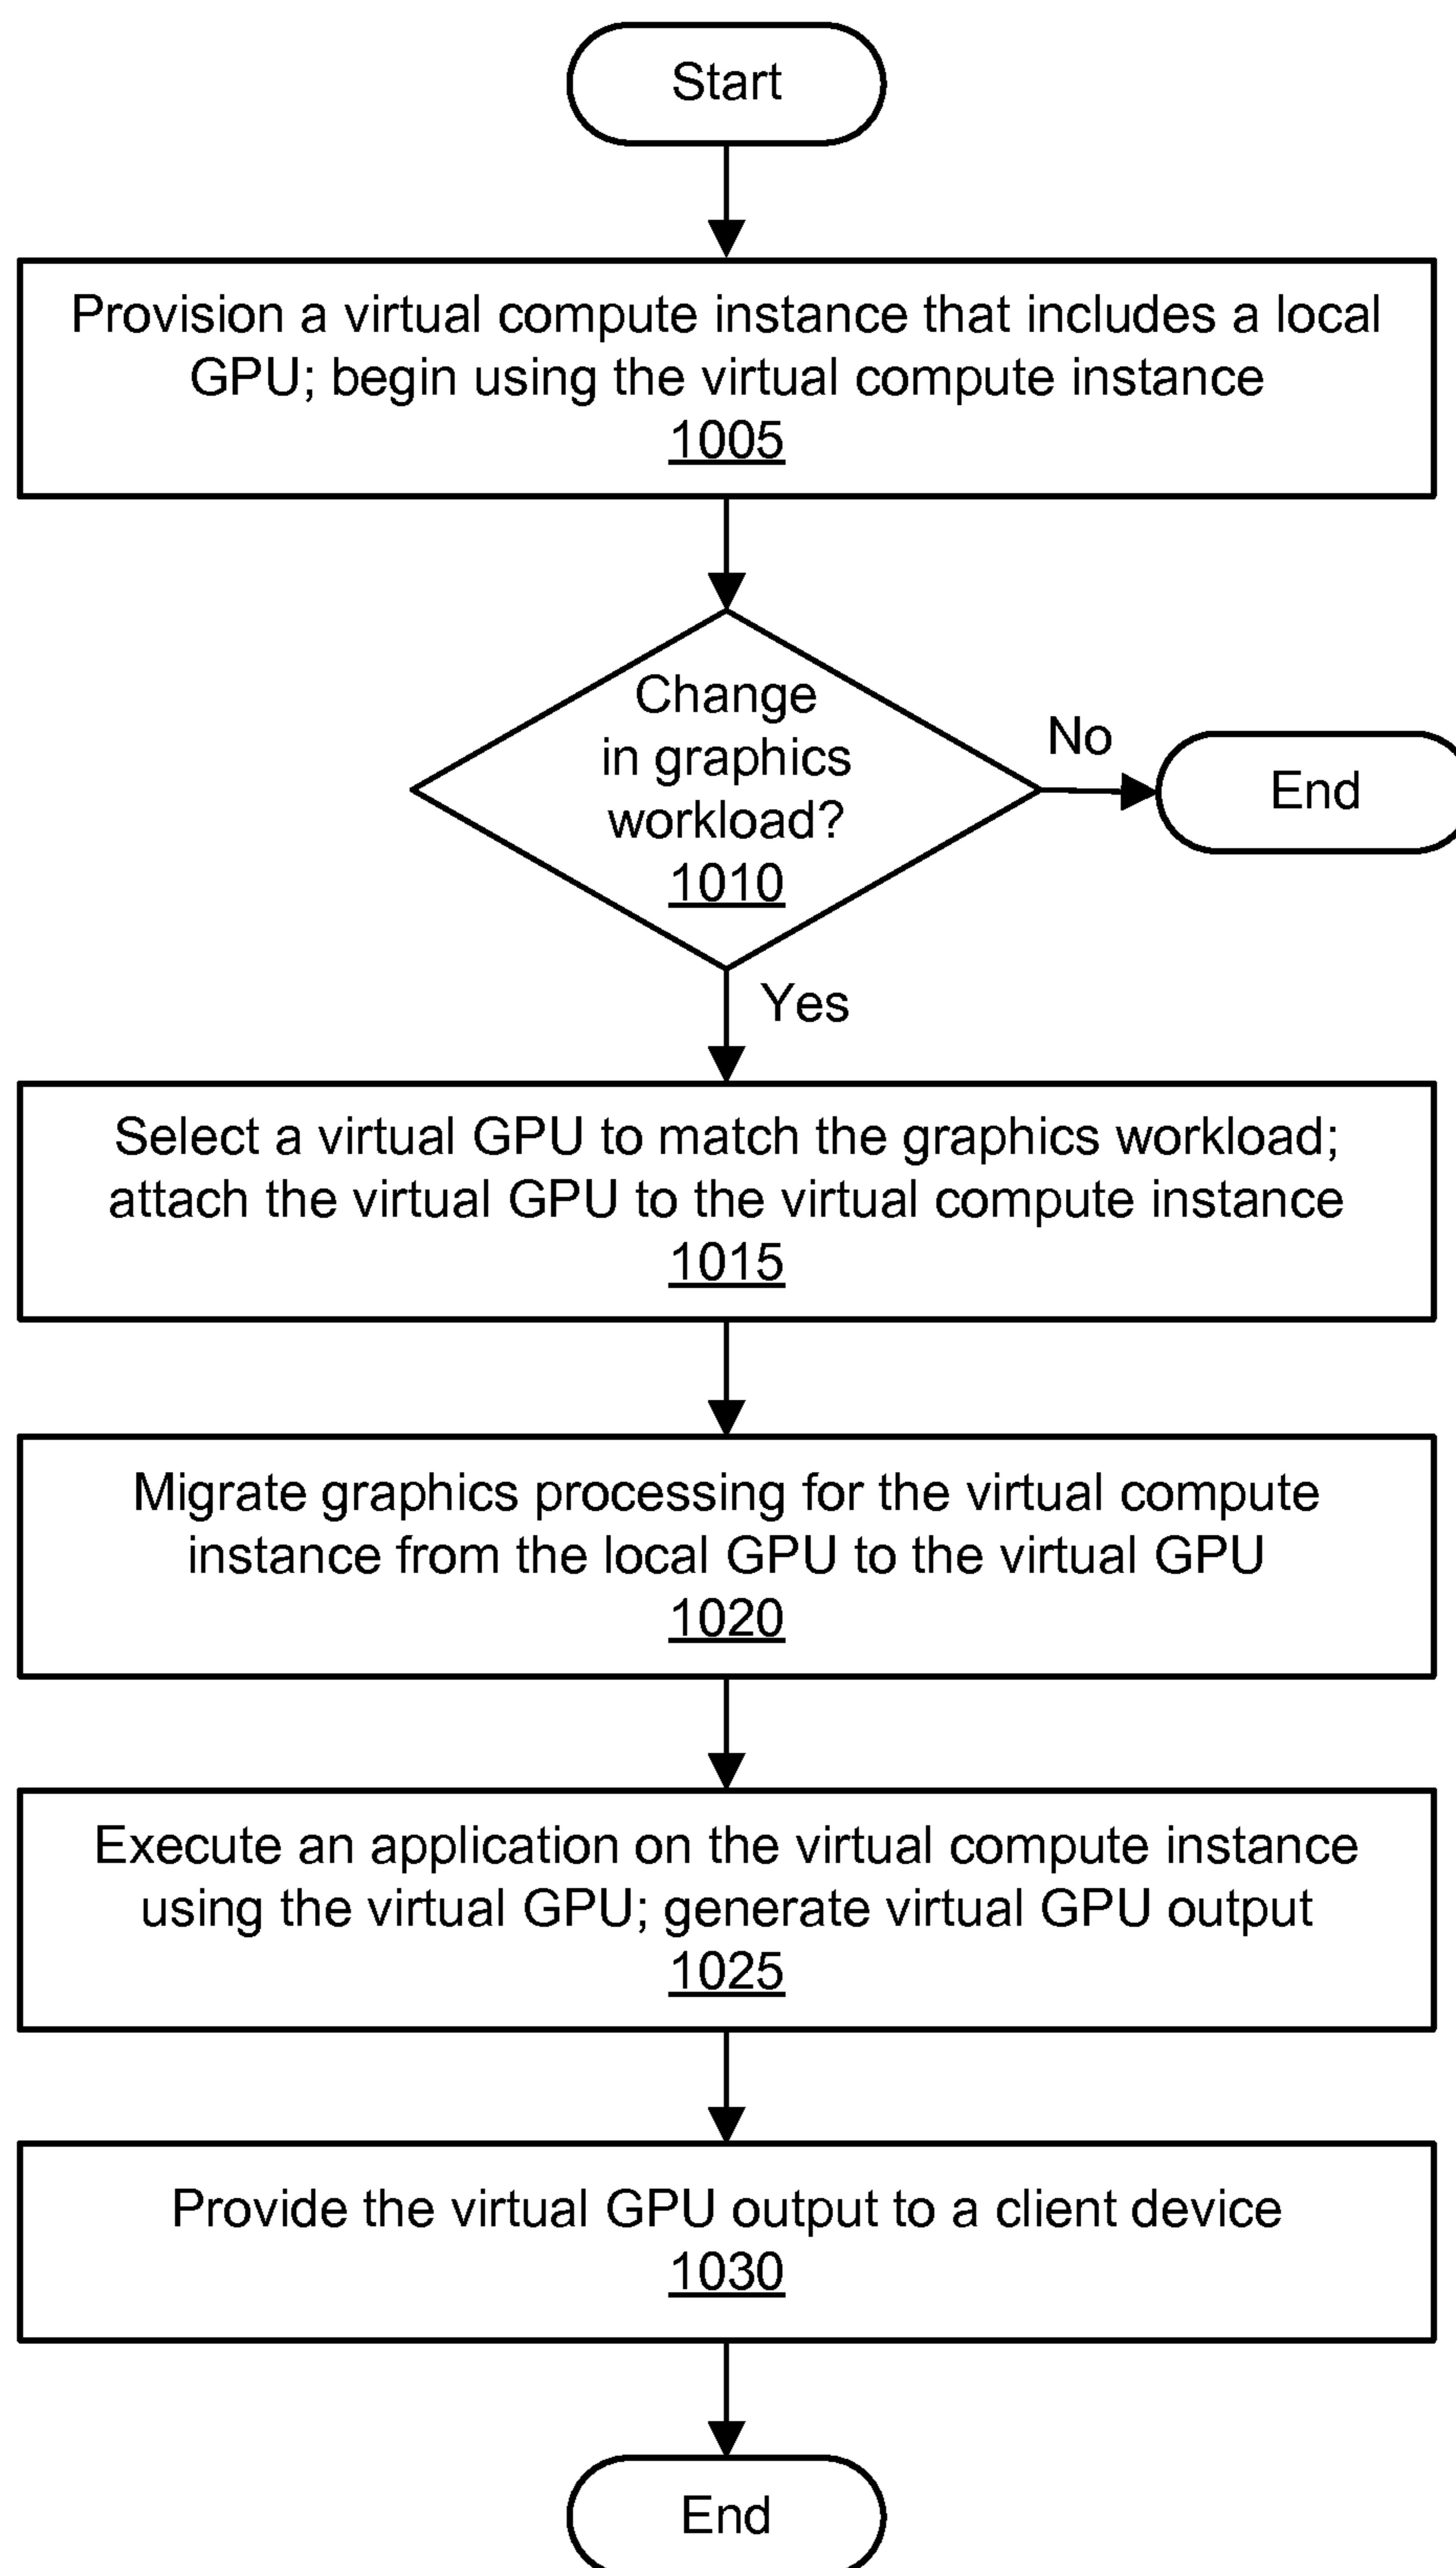 Start
Provision a virtual compute instance that includes a local
GPU; begin using the virtual compute instance
1005
Change
in graphics
workload?
1010
No
End
Yes
Select a virtual GPU to match the graphics workload;
attach the virtual GPU to the virtual compute instance
1015
Migrate graphics processing for the virtual compute
instance from the local GPU to the virtual GPU
1020
Execute an application on the virtual compute instance
using the virtual GPU; generate virtual GPU output
1025
Provide the virtual GPU output to a client device
1030
End